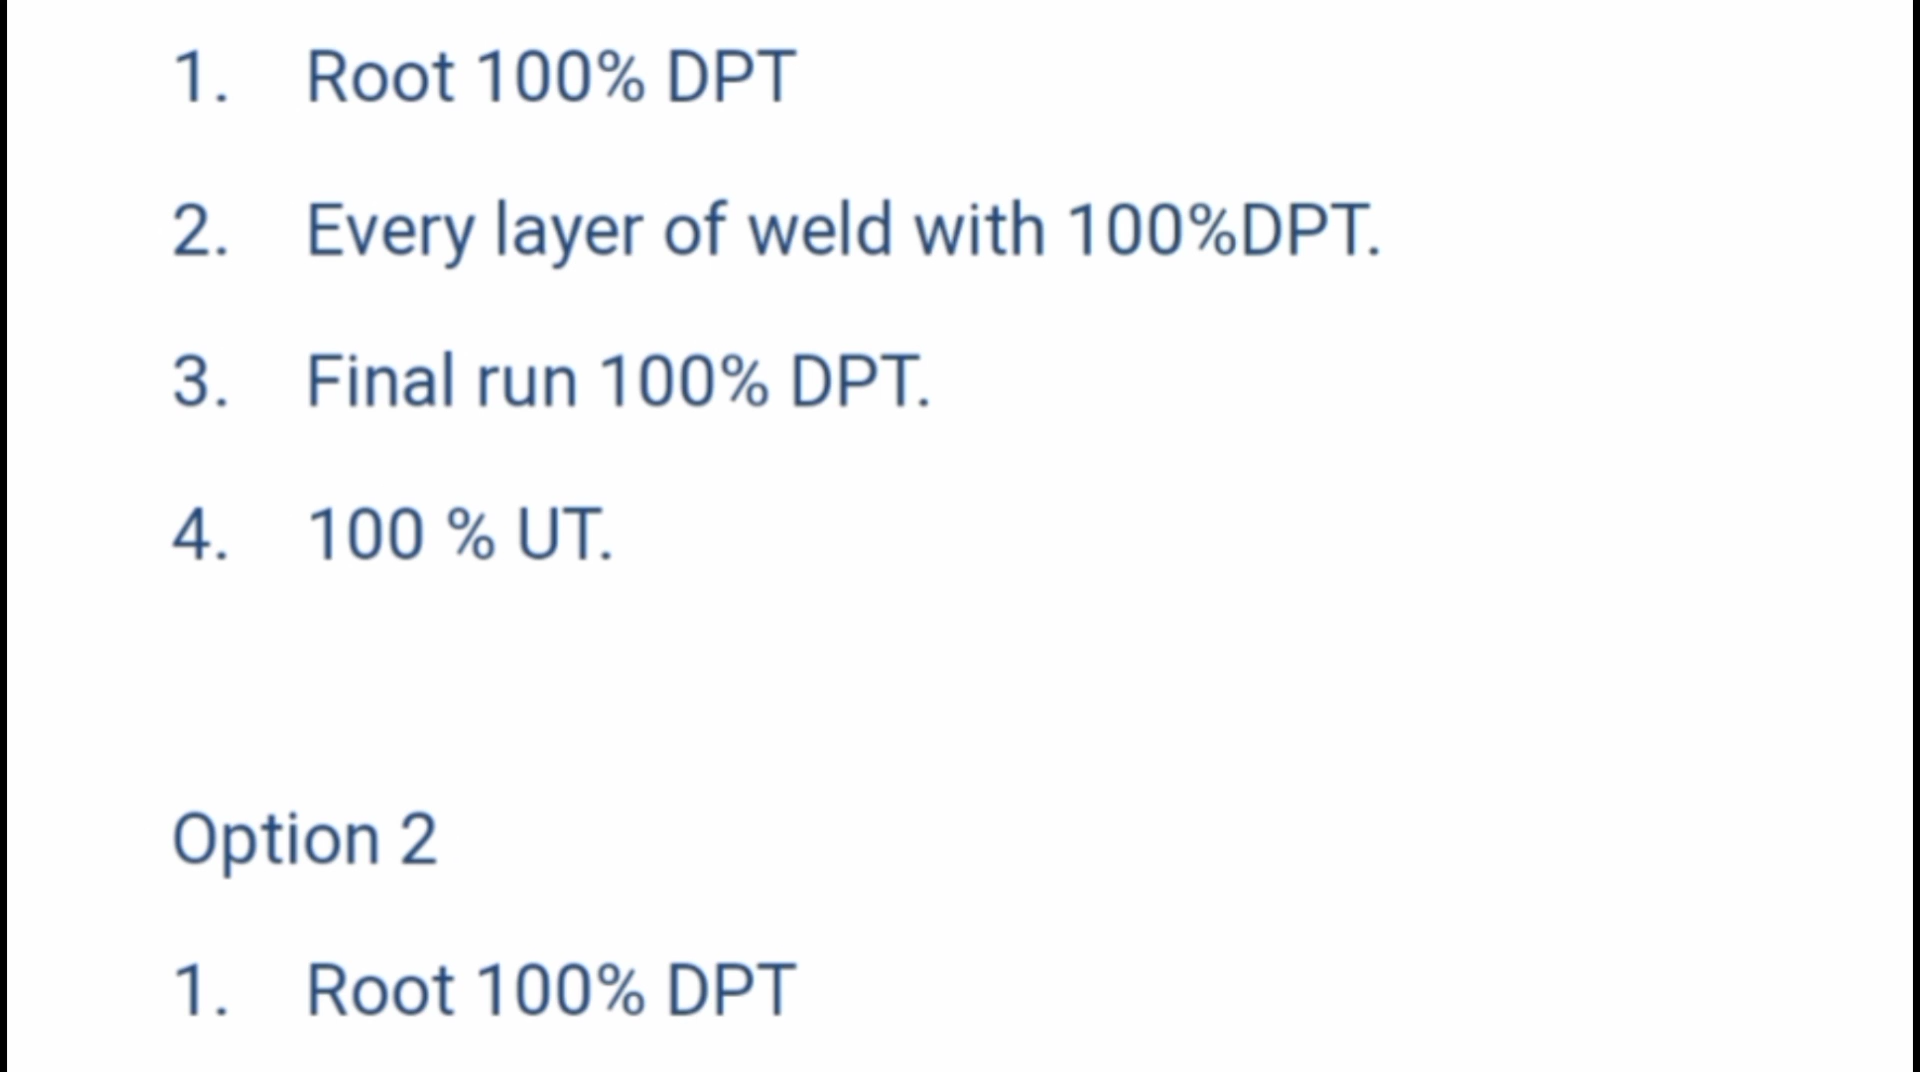 1. Root 100% DPT
2. Every layer of weld with 100%DPT.
3. Final run 100% DPT.
4. 100 % UT.
Option 2
1. Root 100% DPT